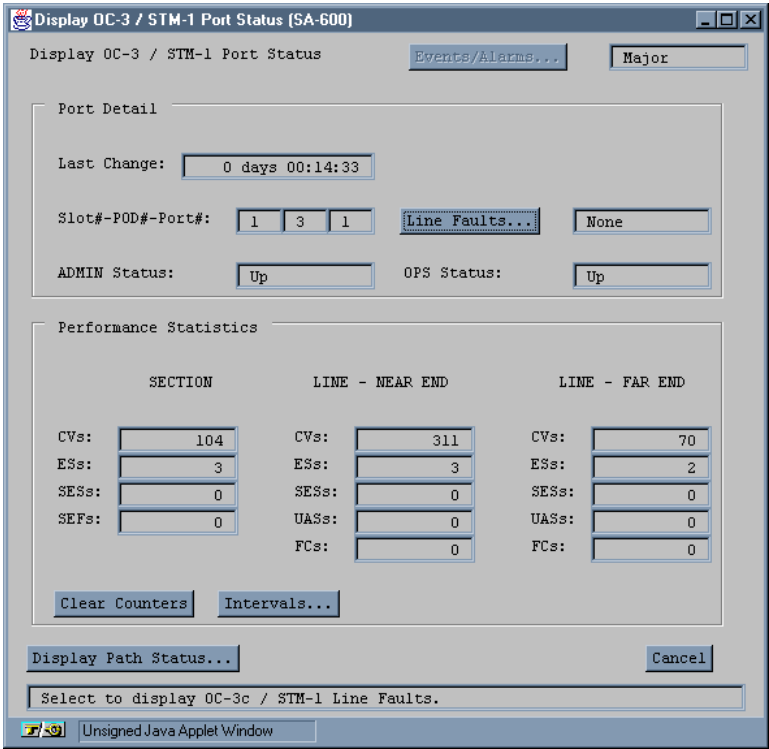 Display OC-3 / STM-1 Port Status (SA-600)
Display OC-3 / STM-1 Port Status Events/Alarms... Major
Port Detail
Last Change: 0 days 00:14:33
Slot#-POD#-Port#: 1 3 1 Line Faults... None
ADMIN Status: Up OPS Status: Up
Performance Statistics
SECTION LINE - NEAR END LINE - FAR END
CVs: 104 CVs: 311 CVs: 70
ESs: 3 ESs: 3 ESs: 2
SESs: 0 SESs: 0 SESs: 0
SEFs: 0 UASs: 0 UASs: 0
FCs: 0 FCs: 0
Clear Counters Intervals...
Display Path Status... Cancel
Select to display OC-3c / STM-1 Line Faults.
Unsigned Java Applet Window